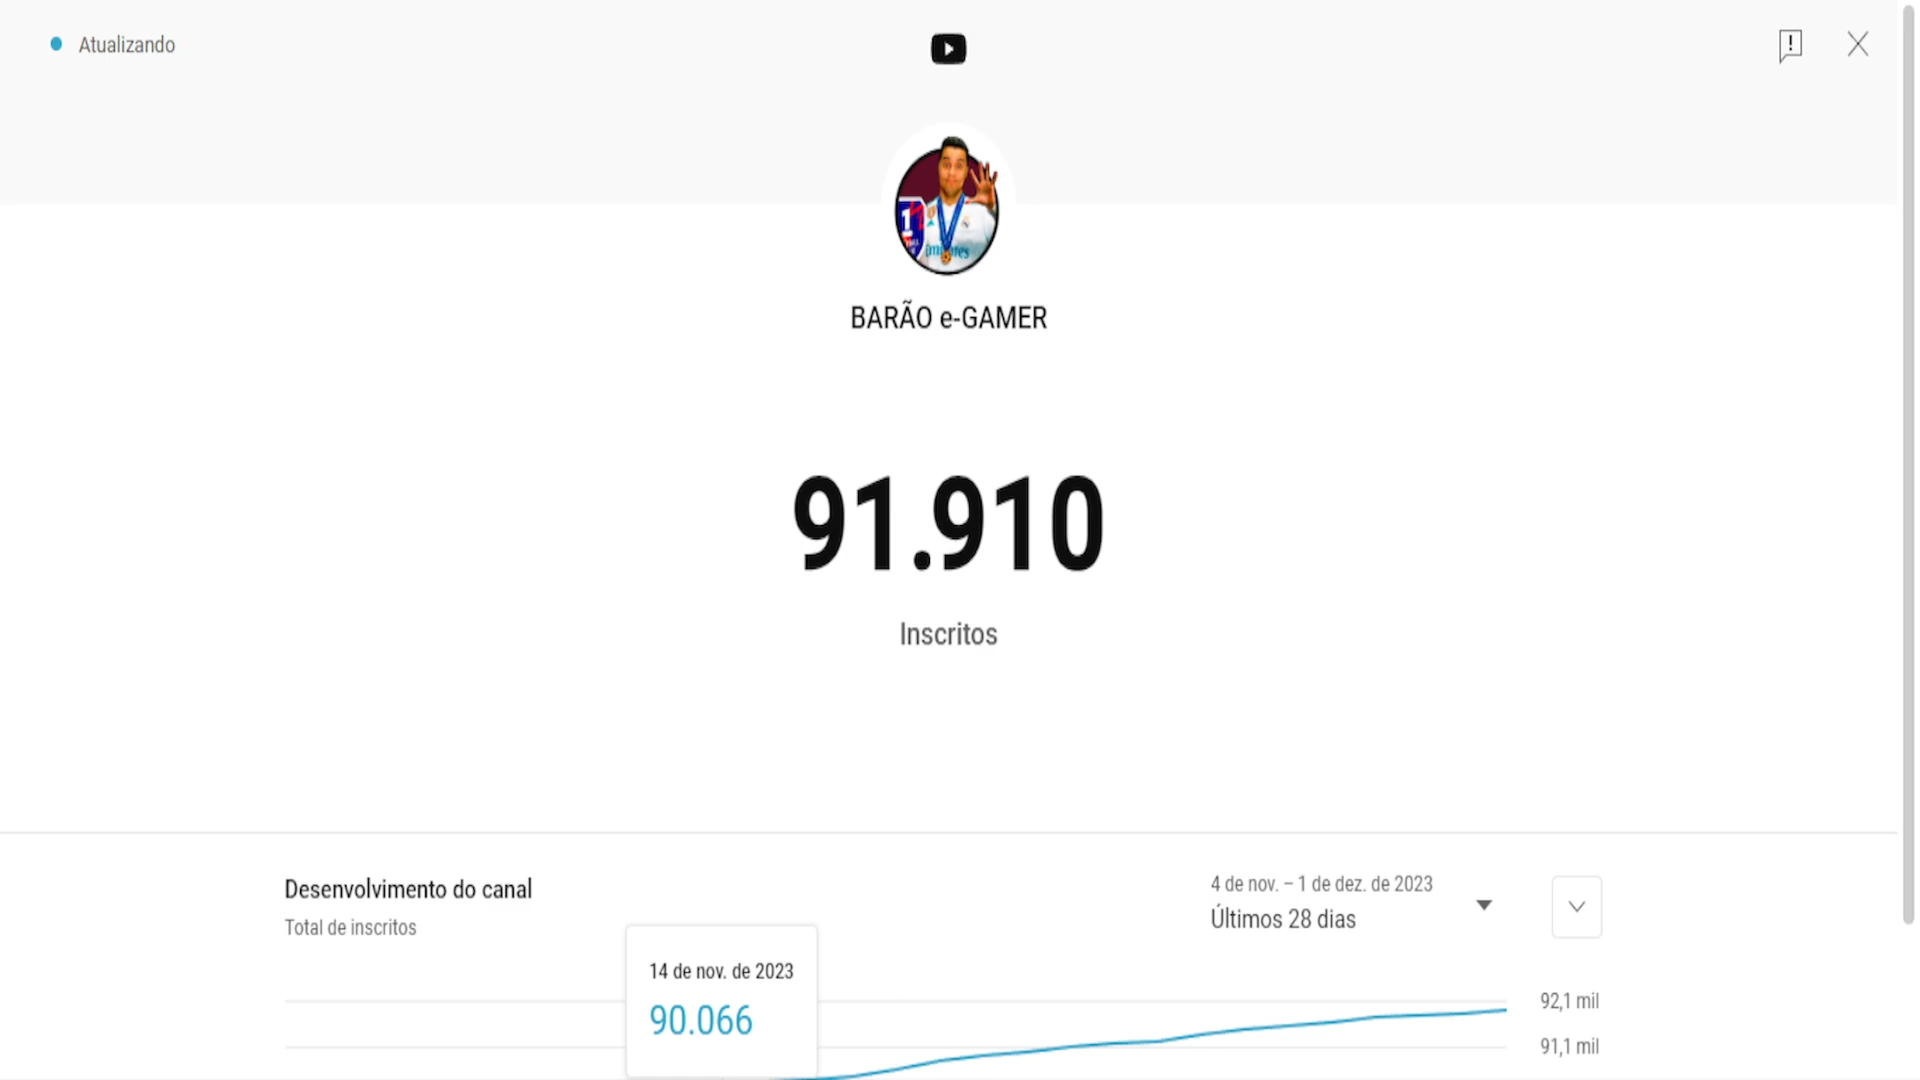 Atualizando
BARÃO e-GAMER
91.910
Inscritos
Desenvolvimento do canal
Total de inscritos
4 de nov. – 1 de dez. de 2023
Últimos 28 dias
14 de nov. de 2023
90.066
92,1 mil
91,1 mil